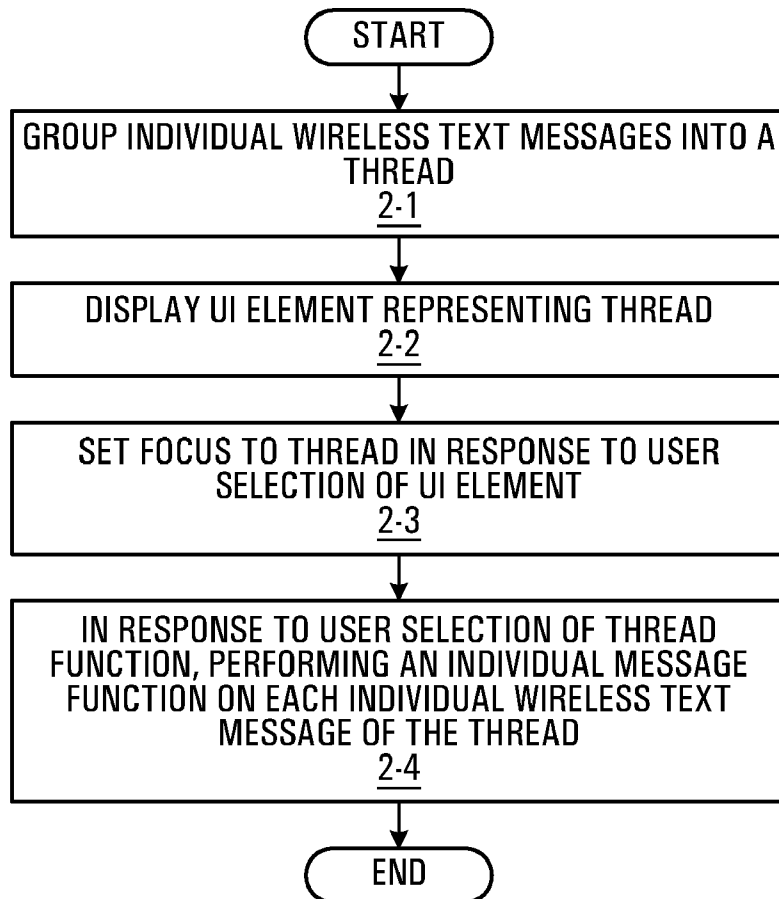 START
GROUP INDIVIDUAL WIRELESS TEXT MESSAGES INTO A
THREAD
2-1
DISPLAY UI ELEMENT REPRESENTING THREAD
2-2
SET FOCUS TO THREAD IN RESPONSE TO USER
SELECTION OF UI ELEMENT
2-3
IN RESPONSE TO USER SELECTION OF THREAD
FUNCTION, PERFORMING AN INDIVIDUAL MESSAGE
FUNCTION ON EACH INDIVIDUAL WIRELESS TEXT
MESSAGE OF THE THREAD
2-4
END